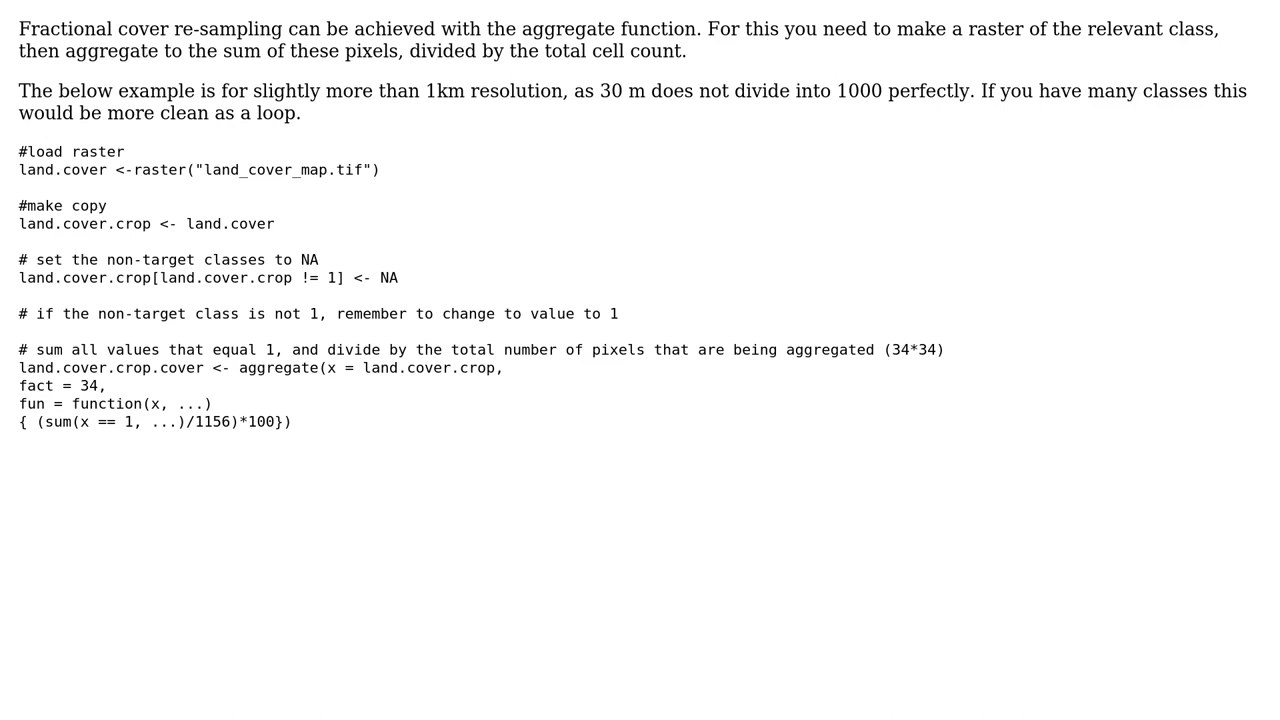 Fractional cover re-sampling can be achieved with the aggregate function. For this you need to make a raster of the relevant class,
then aggregate to the sum of these pixels, divided by the total cell count.
The below example is for slightly more than 1km resolution, as 30 m does not divide into 1000 perfectly. If you have many classes this
would be more clean as a loop.
#load raster
land.cover <-raster("land_cover_map.tif")
#make copy
land.cover.crop <- land.cover
# set the non-target classes to NA
land.cover.crop[land.cover.crop != 1] <- NA
# if the non-target class is not 1, remember to change to value to 1
# sum all values that equal 1, and divide by the total number of pixels that are being aggregated (34*34)
land.cover.crop.cover <- aggregate(x = land.cover.crop,
fact = 34,
fun = function(x, ...)
{ (sum(x == 1, ...)/1156)*100})